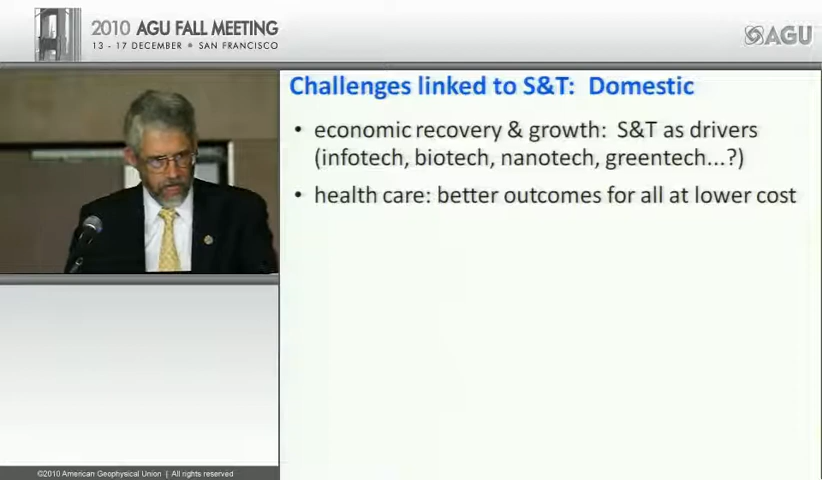 2010 AGU FALL MEETING
13 - 17 DECEMBER • SAN FRANCISCO
AGU
Challenges linked to S&T: Domestic
• economic recovery & growth: S&T as drivers
(infotech, biotech, nanotech, greentech...?)
• health care: better outcomes for all at lower cost
©2010 American Geophysical Union | All rights reserved